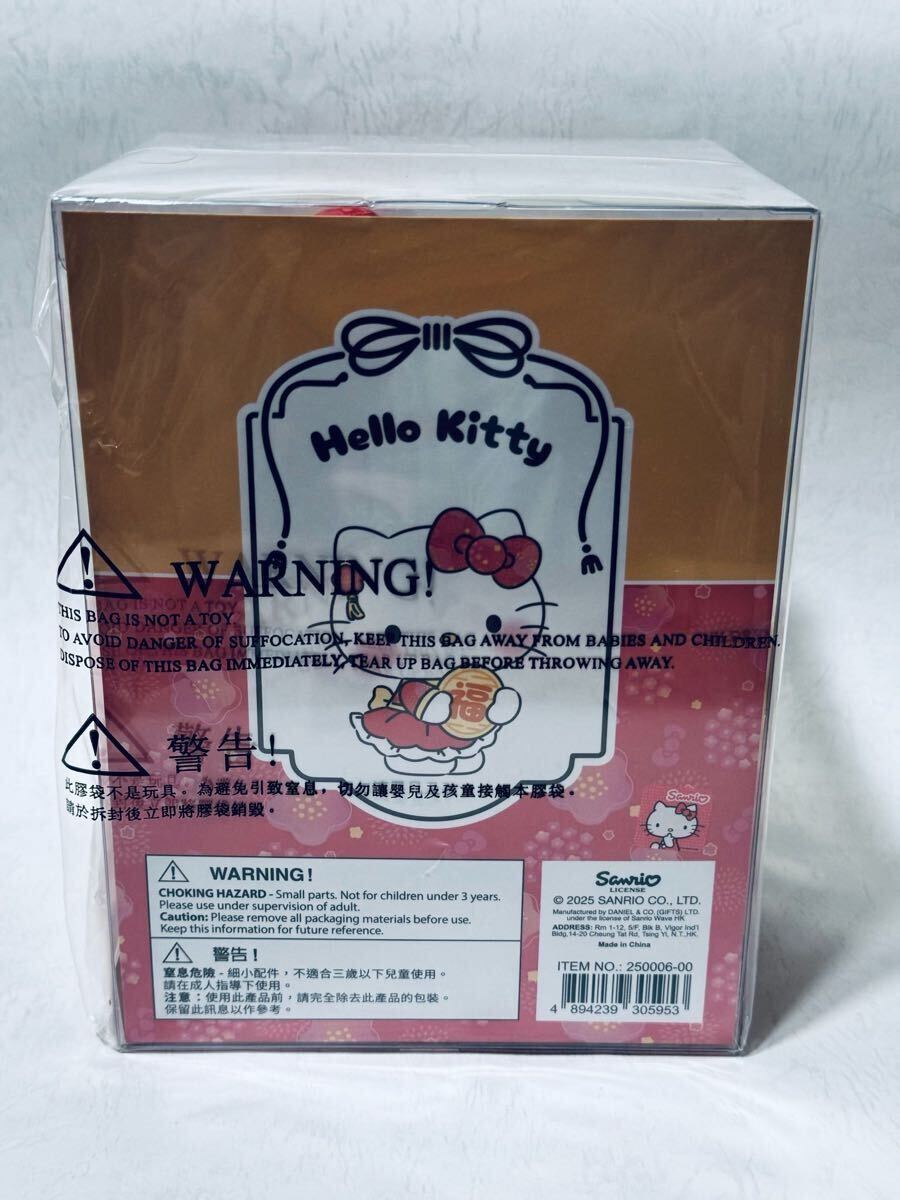 Hello Kitty
WARNING!
THIS BAG IS NOT A TOY.
TO AVOID DANGER OF SUFFOCATION, KEEP THIS BAG AWAY FROM BABIES AND CHILDREN.
DISPOSE OF THIS BAG IMMEDIATELY, TEAR UP BAG BEFORE THROWING AWAY.
福
警告!
此膠袋不是玩具。為避免引致窒息，切勿讓嬰兒及孩童接觸本膠袋。
請於拆封後立即將膠袋銷毀。
Sanrio
WARNING!
CHOKING HAZARD - Small parts. Not for children under 3 years.
Please use under supervision of adult.
Caution: Please remove all packaging materials before use.
Keep this information for future reference.
警告!
窒息危險 - 細小配件，不適合三歲以下兒童使用。
請在成人指導下使用。
注意：使用此產品前，請完全除去此產品的包裝。
保留此訊息以作參考。
Sanrio
LICENSE
© 2025 SANRIO CO., LTD.
Manufactured by DANIEL & CO. (GIFTS) LTD.
under the license of Sanrio Wave HK
ADDRESS: Rm 1-12, 5/F, Blk B, Vigor Ind'l
Bldg,14-20 Cheung Tat Rd, Tsing Yi, N.T.,HK.
Made in China
ITEM NO.: 250006-00
4 894239 305953